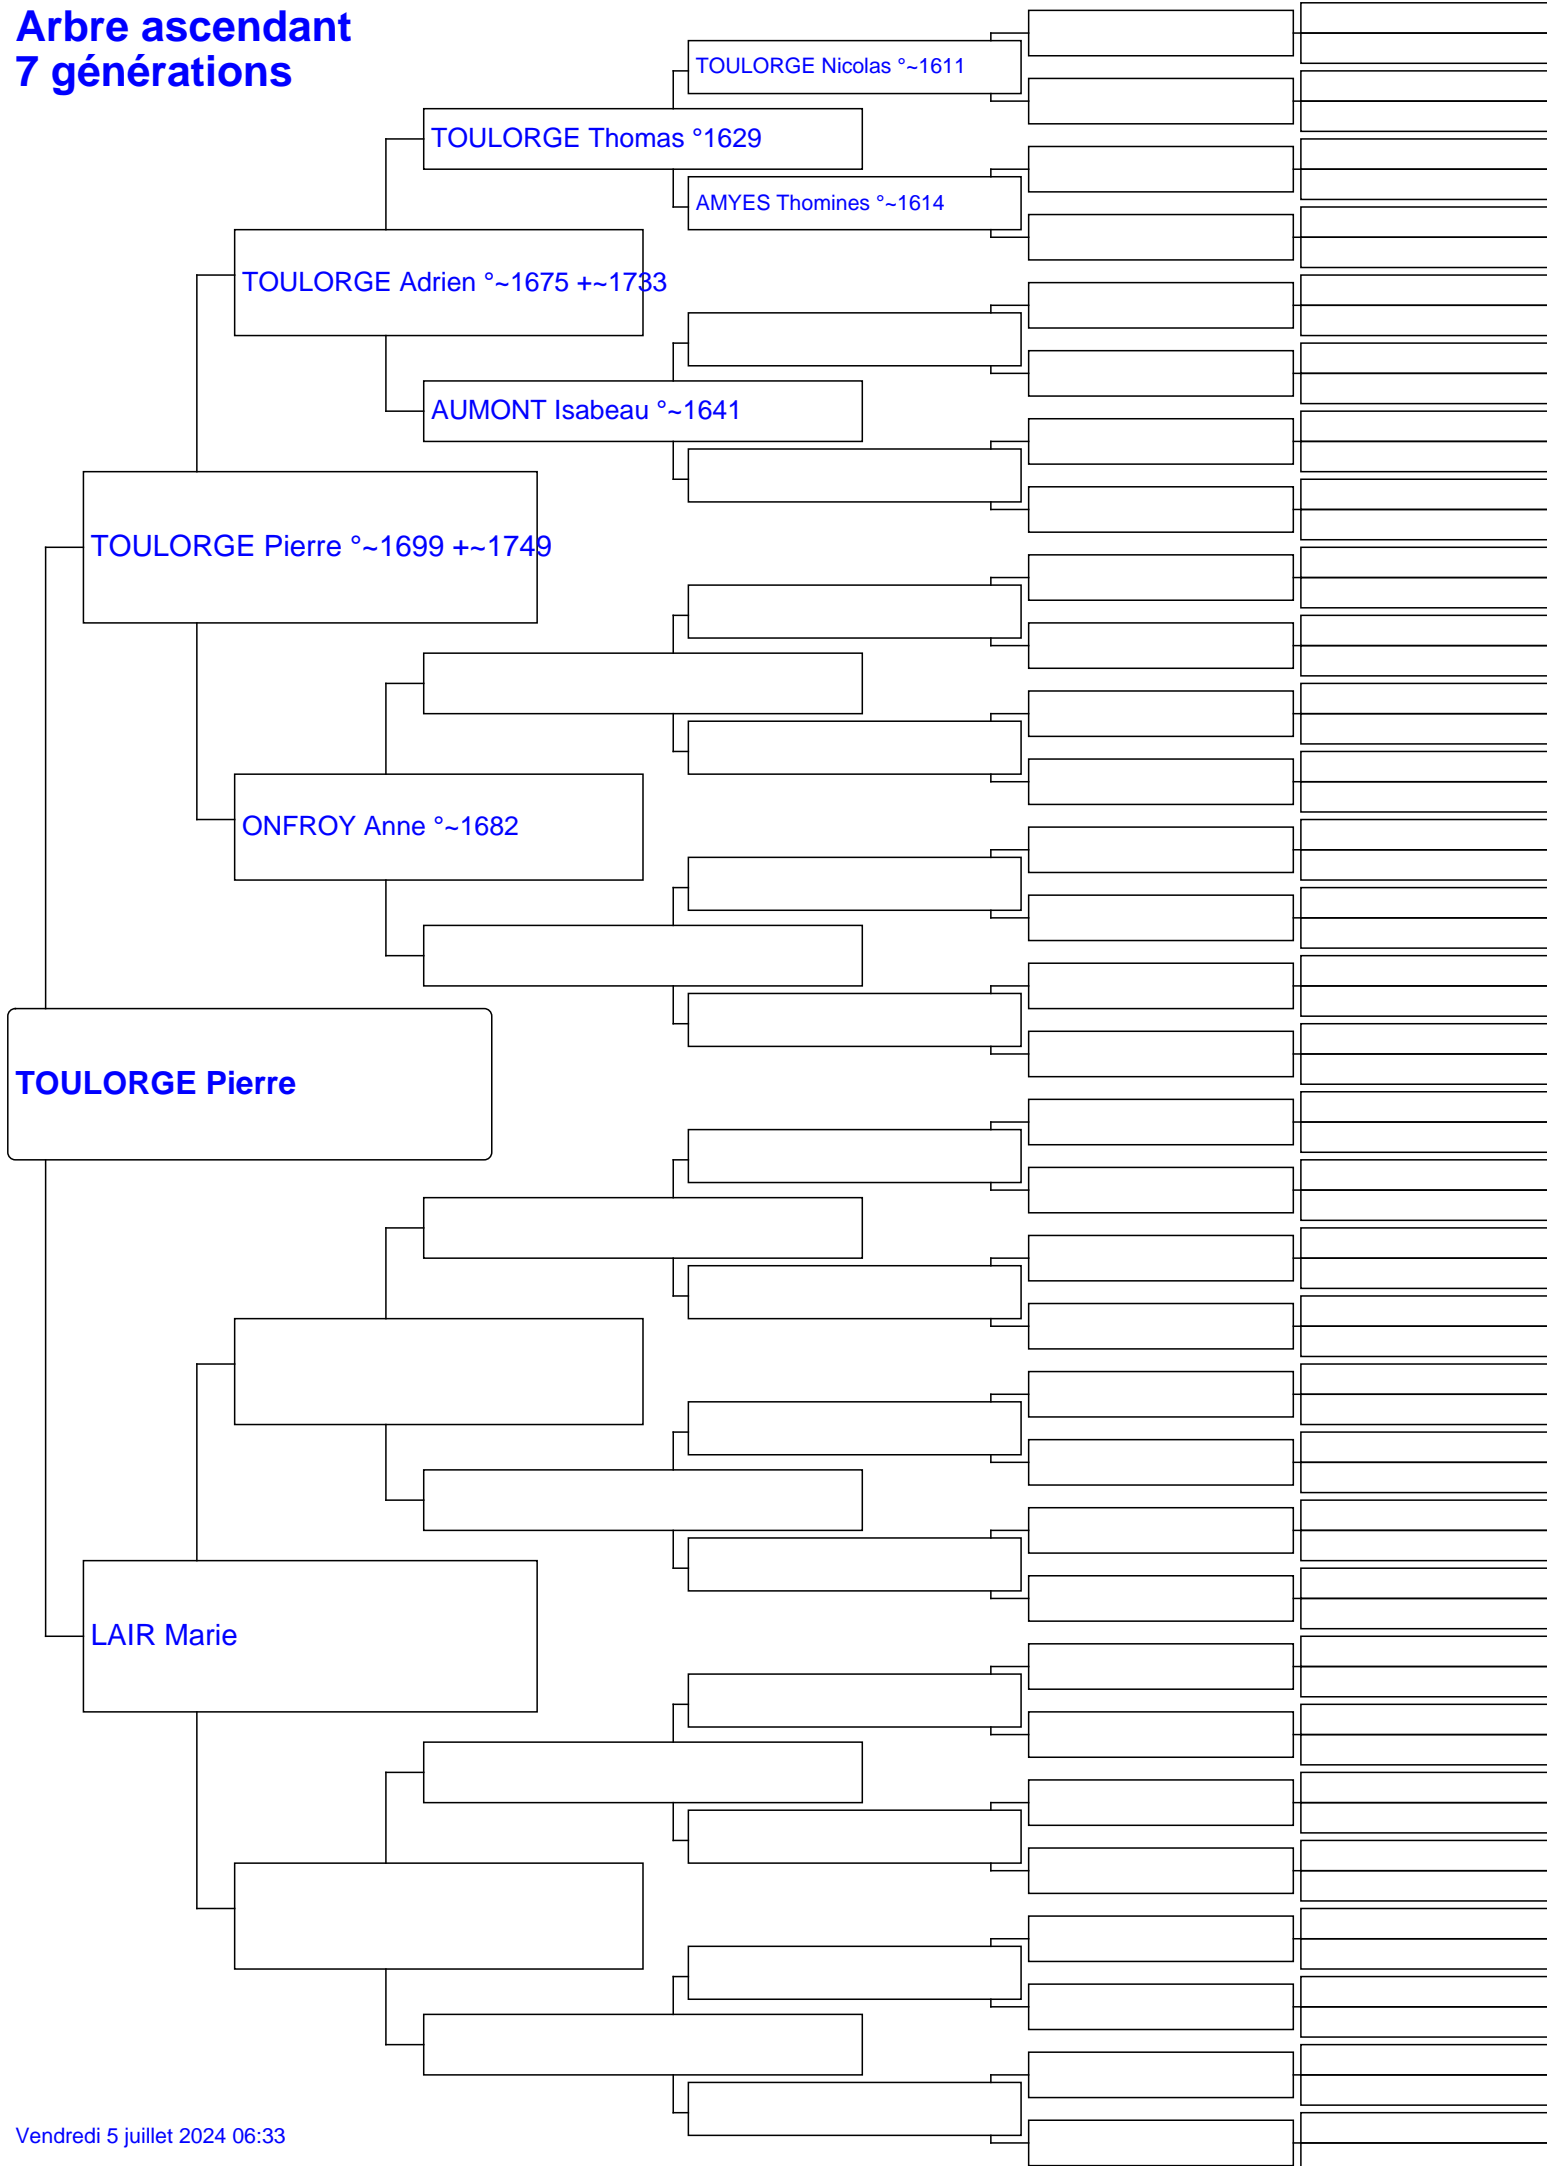 Arbre ascendant
7 générations
TOULORGE Nicolas °~1611
TOULORGE Thomas °1629
AMYES Thomines °~1614
TOULORGE Adrien °~1675 +~1733
AUMONT Isabeau °~1641
TOULORGE Pierre °~1699 +~1749
ONFROY Anne °~1682
TOULORGE Pierre
LAIR Marie
Vendredi 5 juillet 2024 06:33